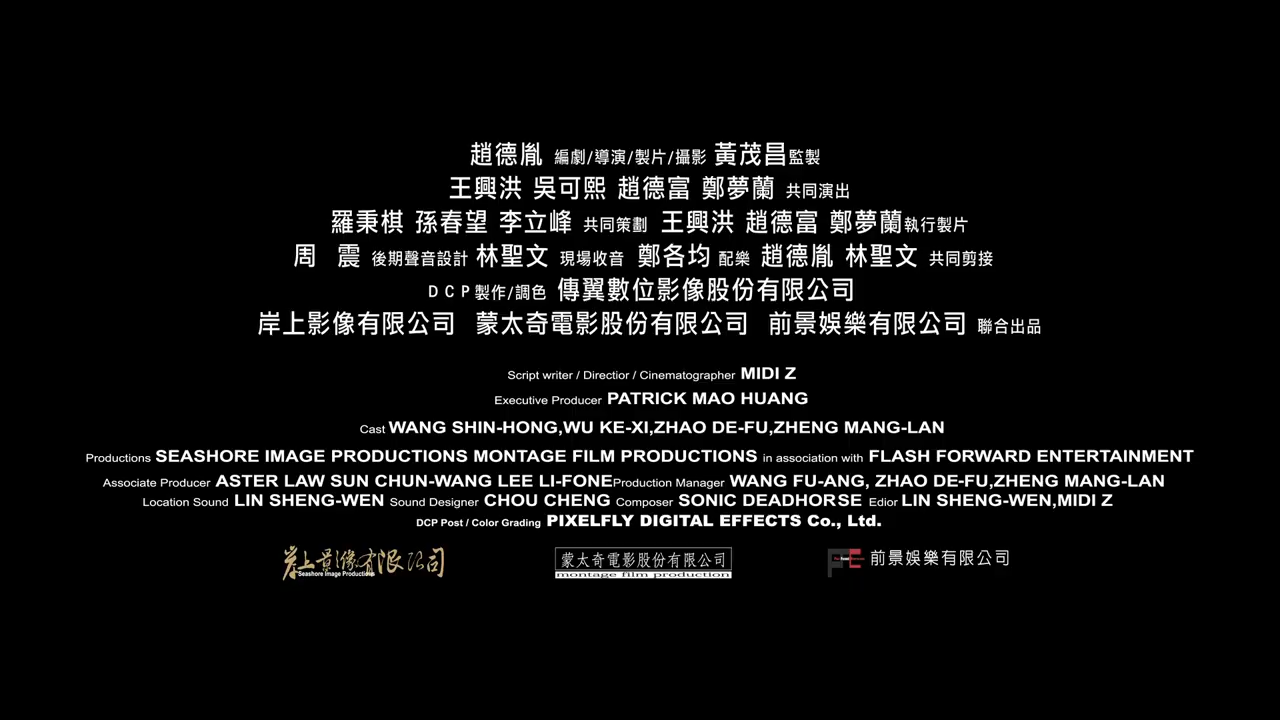 趙德胤 編劇/導演/製片/攝影 黃茂昌監製
王興洪 吳可熙 趙德富 鄭夢蘭 共同演出
羅秉棋 孫春望 李立峰 共同策劃 王興洪 趙德富 鄭夢蘭執行製片
周 震 後期聲音設計 林聖文 現場收音 鄭各均 配樂 趙德胤 林聖文 共同剪接
DCP製作/調色 傳翼數位影像股份有限公司
岸上影像有限公司 蒙太奇電影股份有限公司 前景娛樂有限公司 聯合出品
Script writer / Directior / Cinematographer MIDI Z
Executive Producer PATRICK MAO HUANG
Cast WANG SHIN-HONG,WU KE-XI,ZHAO DE-FU,ZHENG MANG-LAN
Productions SEASHORE IMAGE PRODUCTIONS MONTAGE FILM PRODUCTIONS in association with FLASH FORWARD ENTERTAINMENT
Associate Producer ASTER LAW SUN CHUN-WANG LEE LI-FONEProduction Manager WANG FU-ANG, ZHAO DE-FU,ZHENG MANG-LAN
Location Sound LIN SHENG-WEN Sound Designer CHOU CHENG Composer SONIC DEADHORSE Edior LIN SHENG-WEN,MIDI Z
DCP Post / Color Grading PIXELFLY DIGITAL EFFECTS Co., Ltd.
岸上影像有限公司
Seashore Image Productions
蒙太奇電影股份有限公司
montage film production
前景娛樂有限公司